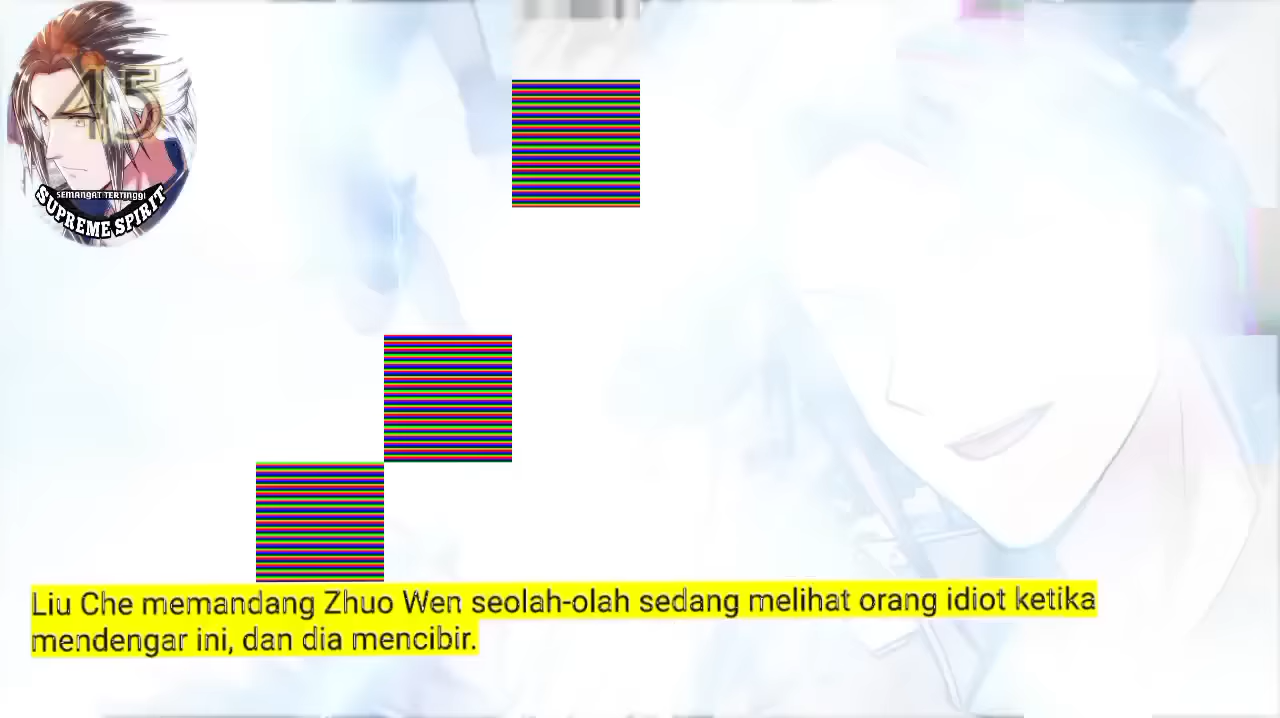 45
SEMANGAT TERTINGGI
SUPREME SPIRIT
Liu Che memandang Zhuo Wen seolah-olah sedang melihat orang idiot ketika
mendengar ini, dan dia mencibir.